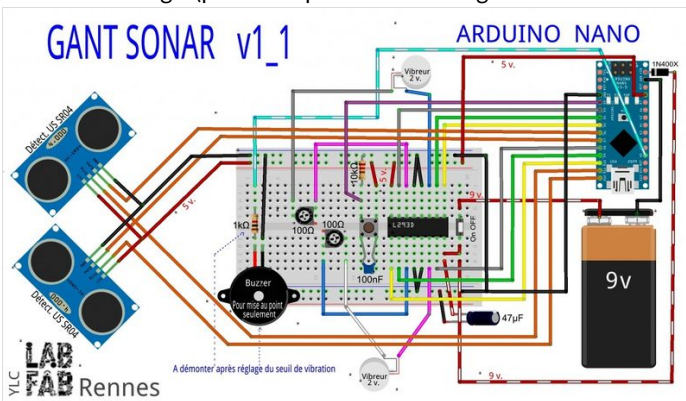 GANT SONAR v1_1
ARDUINO NANO
Vibreur
2 v.
5 v.
1N400X
Détect. US SR04
5 v.
10kΩ
5 v.
9 v.
1kΩ
100Ω
100Ω
L293D
On OFF
Buzzer
Pour mise au point
seulement
100nF
47µF
9v
Détect. US SR04
A démonter après réglage du seuil de vibration
Vibreur
2 v.
9 v.
YLC
LAB
FAB Rennes